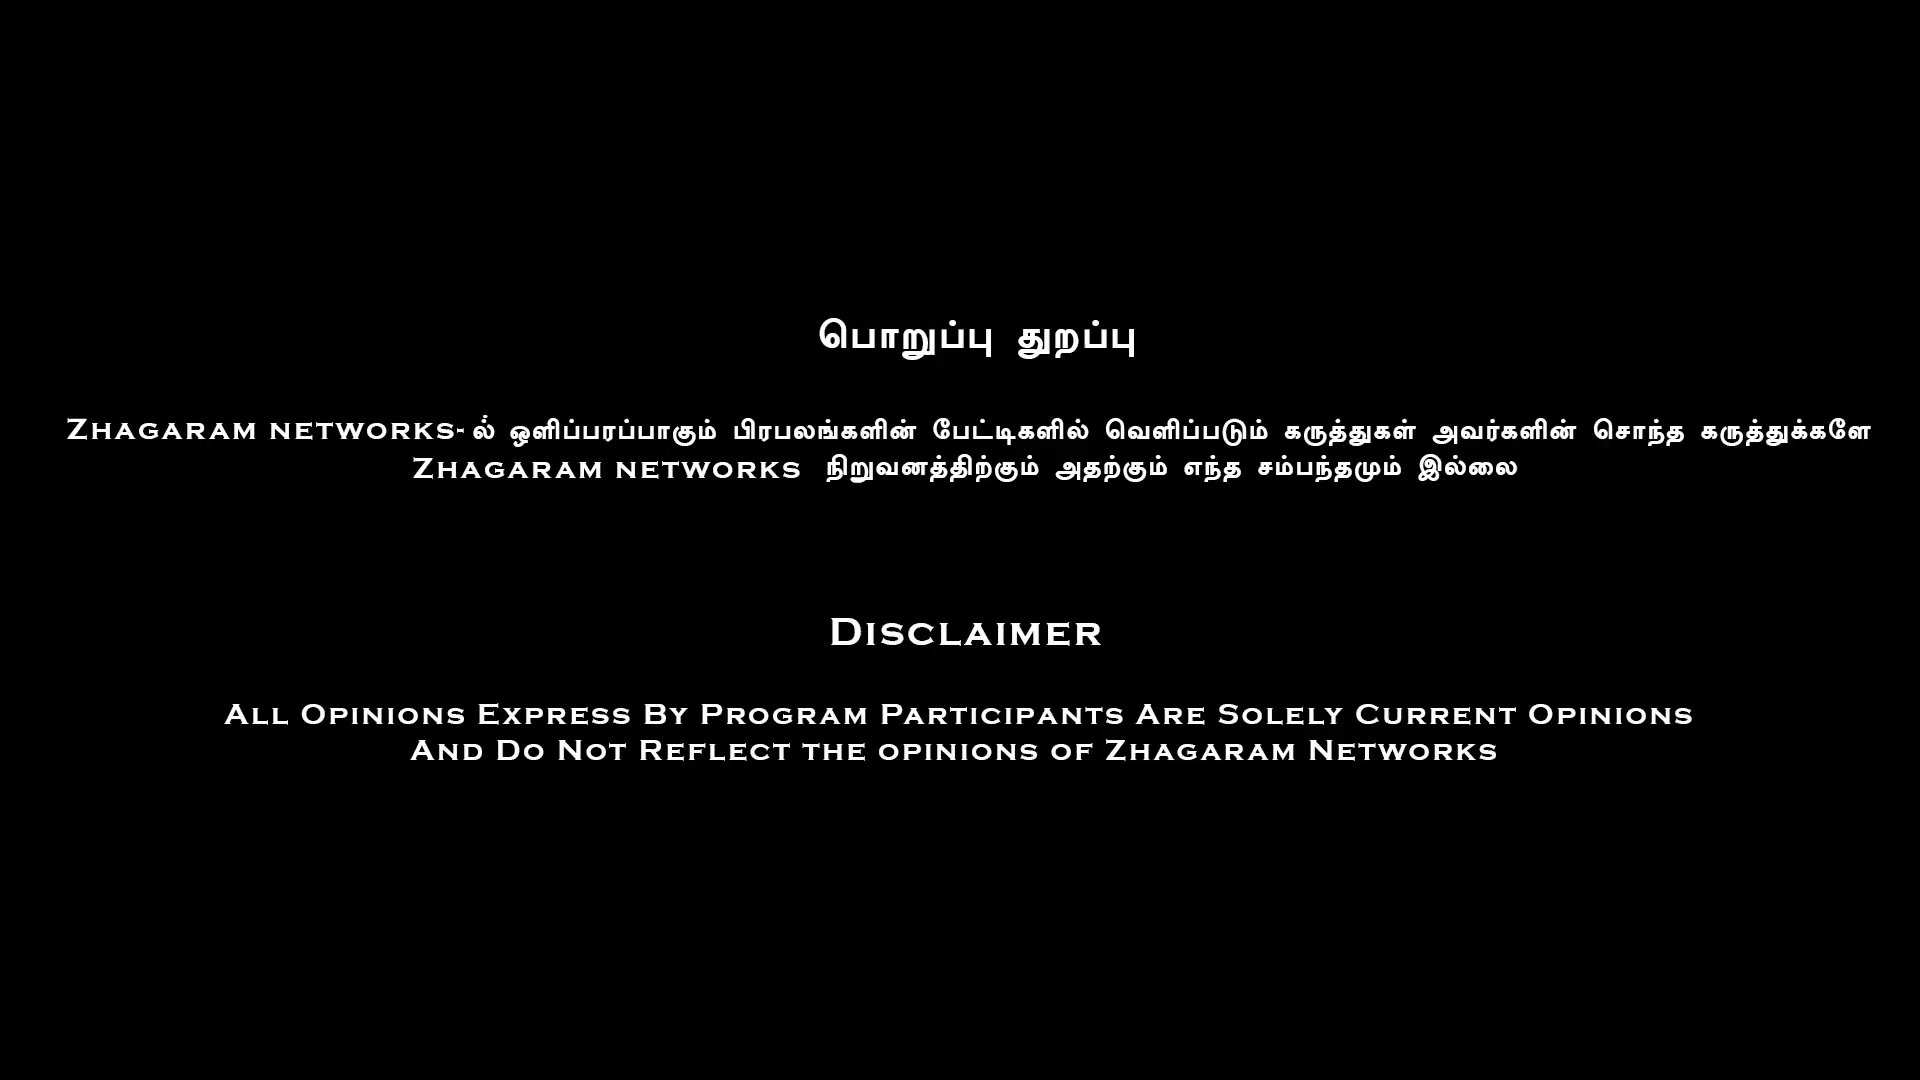 பொறுப்பு துறப்பு
ZHAGARAM NETWORKS-ல் ஒளிப்பரப்பாகும் பிரபலங்களின் பேட்டிகளில் வெளிப்படும் கருத்துகள் அவர்களின் சொந்த கருத்துக்களே
ZHAGARAM NETWORKS நிறுவனத்திற்கும் அதற்கும் எந்த சம்பந்தமும் இல்லை
DISCLAIMER
ALL OPINIONS EXPRESS BY PROGRAM PARTICIPANTS ARE SOLELY CURRENT OPINIONS
AND DO NOT REFLECT THE OPINIONS OF ZHAGARAM NETWORKS